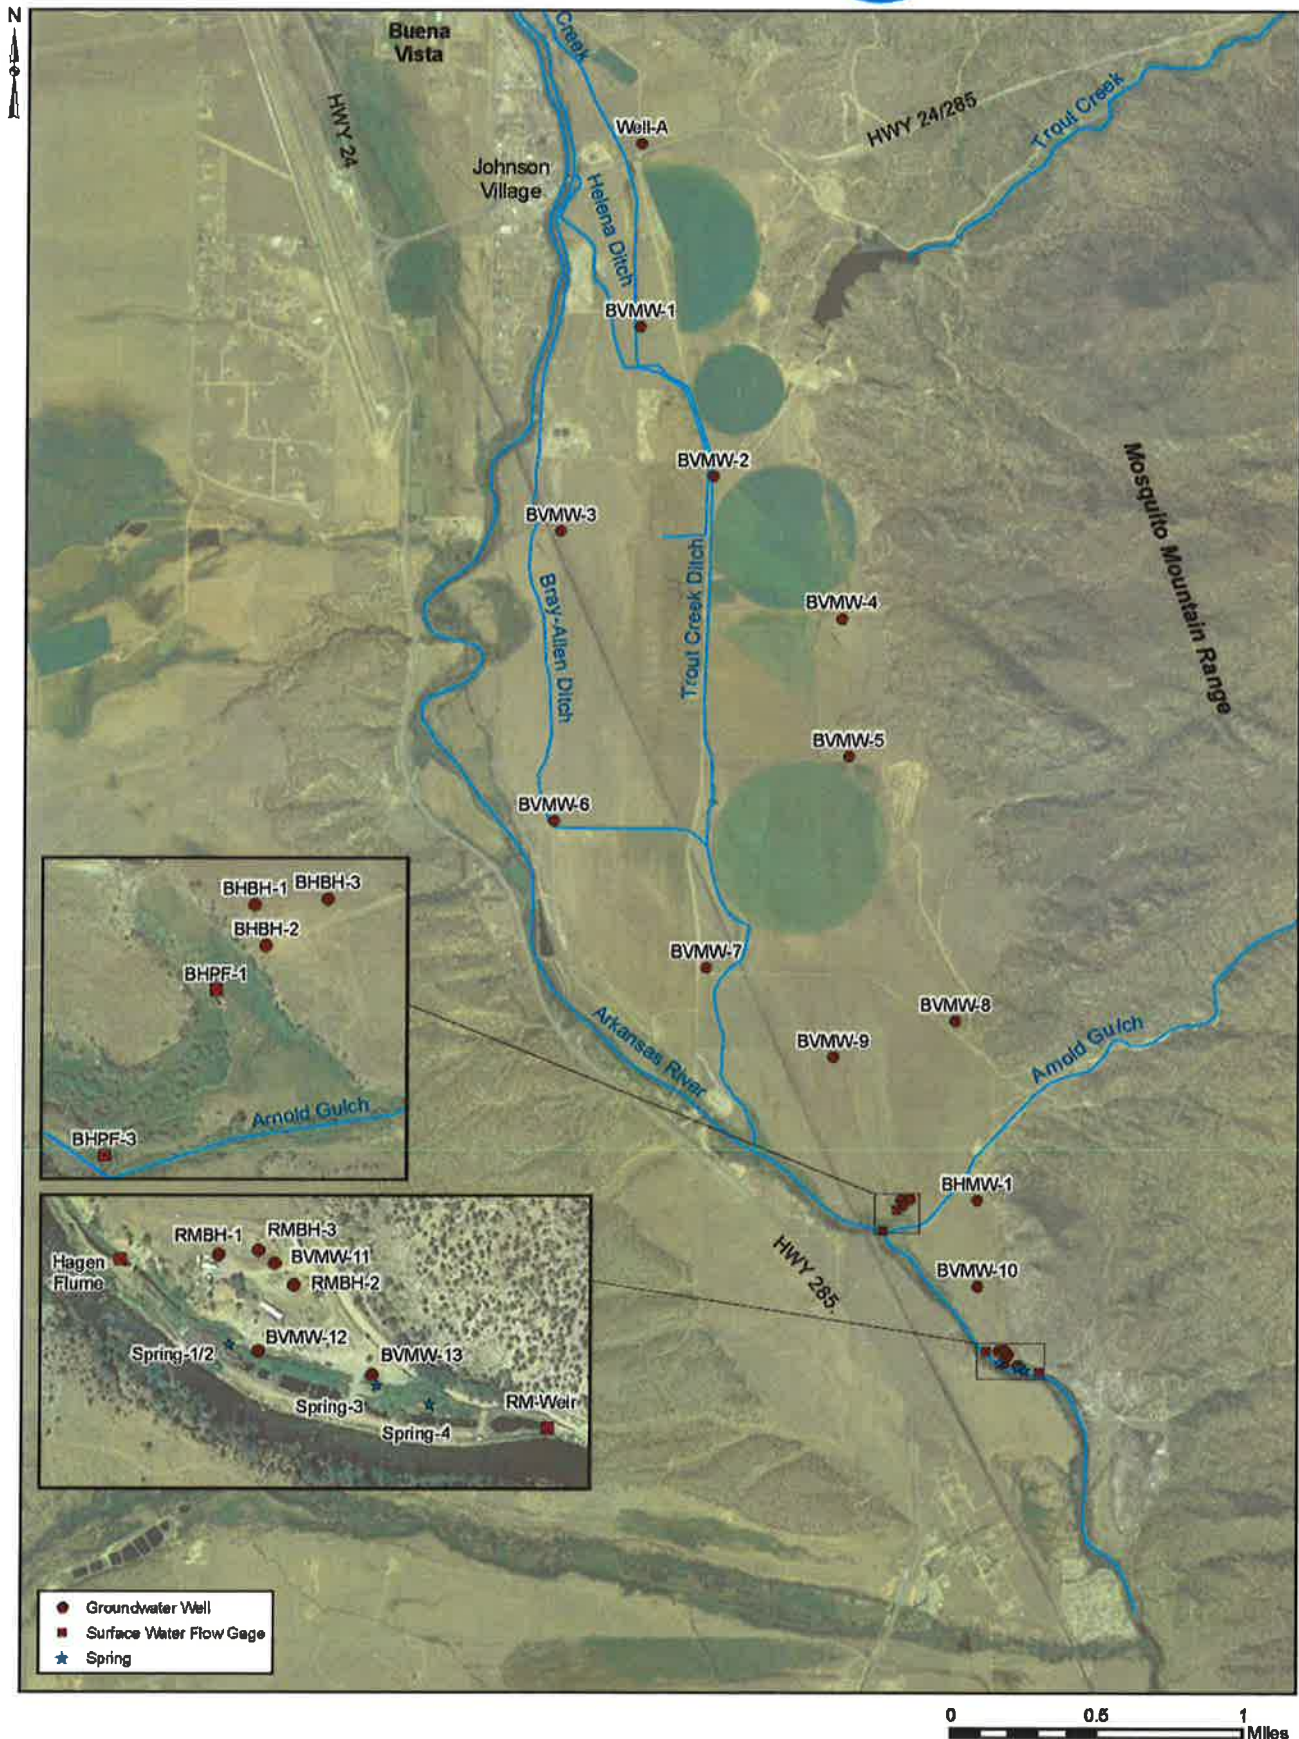 N
Buena
Vista
Creek
HWY 24
Well-A
HWY 24/285
Trout Creek
Johnson
Village
Helena Ditch
BVMW-1
BVMW-2
Mosquito Mountain Range
BVMW-3
Trout Creek Ditch
Bray-Allen Ditch
BVMW-4
BVMW-5
BVMW-6
BHBH-1
BHBH-3
BHBH-2
BHPF-1
Arnold Gulch
BHPF-3
BVMW-7
BVMW-8
BVMW-9
Arkansas River
Arnold Gulch
BHMW-1
HWY 285
BVMW-10
RMBH-1
RMBH-3
BVMW-11
RMBH-2
Hagen
Flume
BVMW-12
Spring-1/2
BVMW-13
Spring-3
RM-Weir
Spring-4
Groundwater Well
Surface Water Flow Gage
Spring
0 0.5 1
Miles